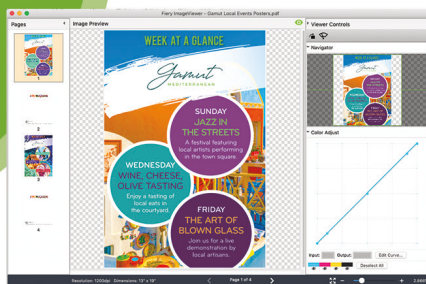 Fiery ImageViewer - Gamut Local Events Posters.pdf
Pages
Image Preview
Viewer Controls
Navigator
WEEK AT A GLANCE
Gamut
MEDITERRANEAN
SUNDAY
JAZZ IN
THE STREETS
A festival featuring
local artists performing
in the town square.
WEDNESDAY
WINE, CHEESE,
OLIVE TASTING
Enjoy a tasting of
local eats in
the courtyard.
FRIDAY
THE ART OF
BLOWN GLASS
Join us for a live
demonstration by
local artisans.
2
3
4
Color Adjust
Input:
Output:
Edit Curve...
Deselect All
Resolution: 1200dpi Dimensions: 13" x 19"
Page 1 of 4